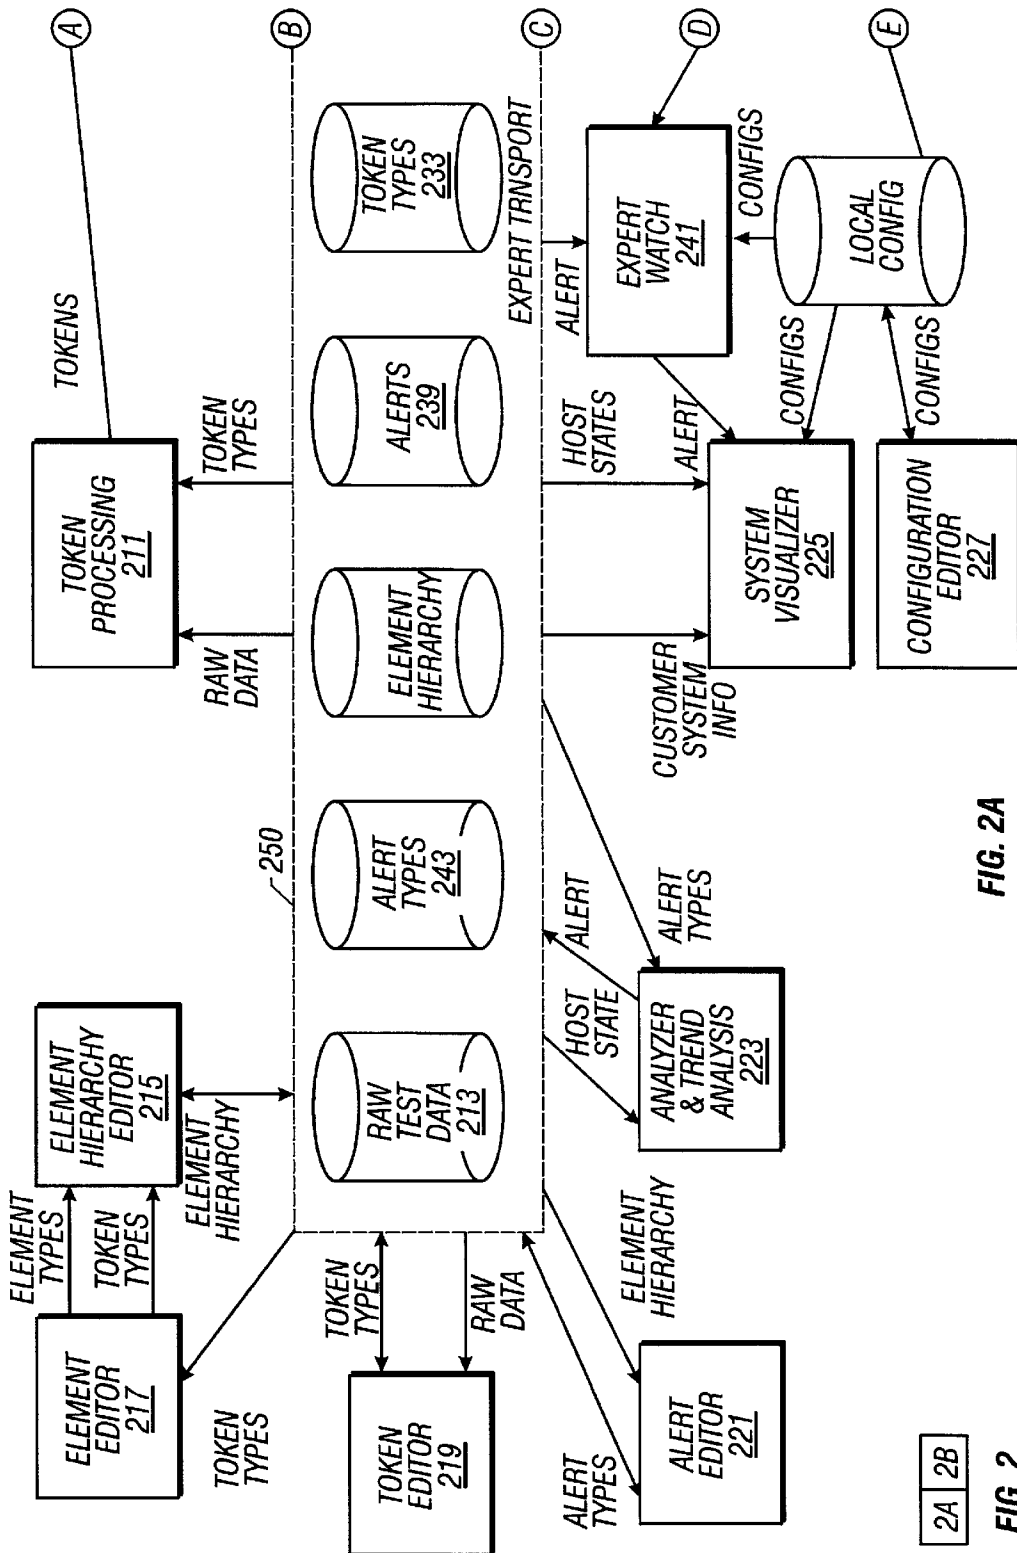 A
B
C
D
E
TOKENS
TOKEN
PROCESSING
211
RAW
DATA
TOKEN
TYPES
ELEMENT
HIERARCHY
EDITOR
215
ELEMENT
TYPES
TOKEN
TYPES
ELEMENT
HIERARCHY
ELEMENT
EDITOR
217
TOKEN
TYPES
250
RAW
TEST
DATA
213
ALERT
TYPES
243
ELEMENT
HIERARCHY
ALERTS
239
TOKEN
TYPES
233
EXPERT TRNSPORT
TOKEN
EDITOR
219
TOKEN
TYPES
RAW
DATA
ALERT
TYPES
ALERT
EDITOR
221
ELEMENT
HIERARCHY
HOST
STATE
ALERT
ALERT
TYPES
ANALYZER
& TREND
ANALYSIS
223
CUSTOMER
SYSTEM
INFO
HOST
STATES
ALERT
ALERT
EXPERT
WATCH
241
CONFIGS
SYSTEM
VISUALIZER
225
CONFIGS
LOCAL
CONFIG
CONFIGS
CONFIGURATION
EDITOR
227
2A 2B
FIG. 2
FIG. 2A